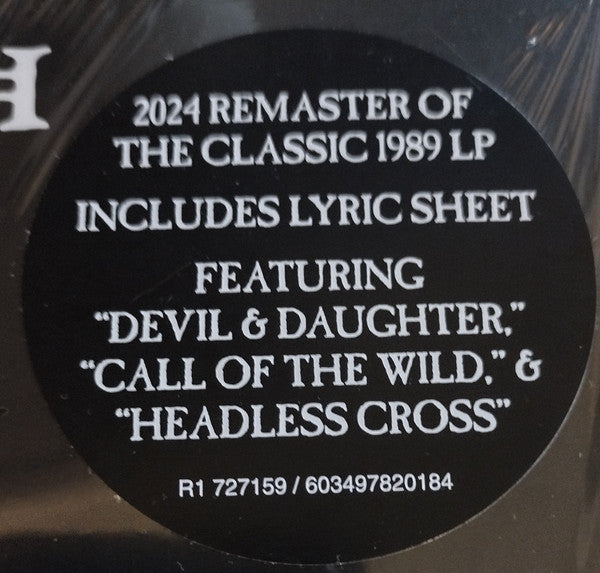 H
2024 REMASTER OF
THE CLASSIC 1989 LP
INCLUDES LYRIC SHEET
FEATURING
“DEVIL & DAUGHTER,”
“CALL OF THE WILD,” &
“HEADLESS CROSS”
R1 727159 / 603497820184